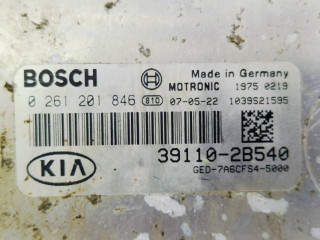 BOSCH Made in Germany
MOTRONIC 1975 0219
0 261 201 846 810 07-05-22 1039S21595
KIA 39110-2B540
GED-7A6CFS4-5000